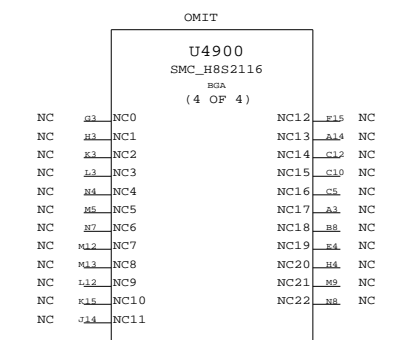 OMIT
U4900
SMC_H8S2116
BGA
(4 OF 4)
NC G3 NC0 NC12 F15 NC
NC H3 NC1 NC13 A14 NC
NC K3 NC2 NC14 C12 NC
NC L3 NC3 NC15 C10 NC
NC N4 NC4 NC16 C5 NC
NC M5 NC5 NC17 A3 NC
NC N7 NC6 NC18 B8 NC
NC M12 NC7 NC19 E4 NC
NC M13 NC8 NC20 H4 NC
NC L12 NC9 NC21 M9 NC
NC K15 NC10 NC22 N8 NC
NC J14 NC11